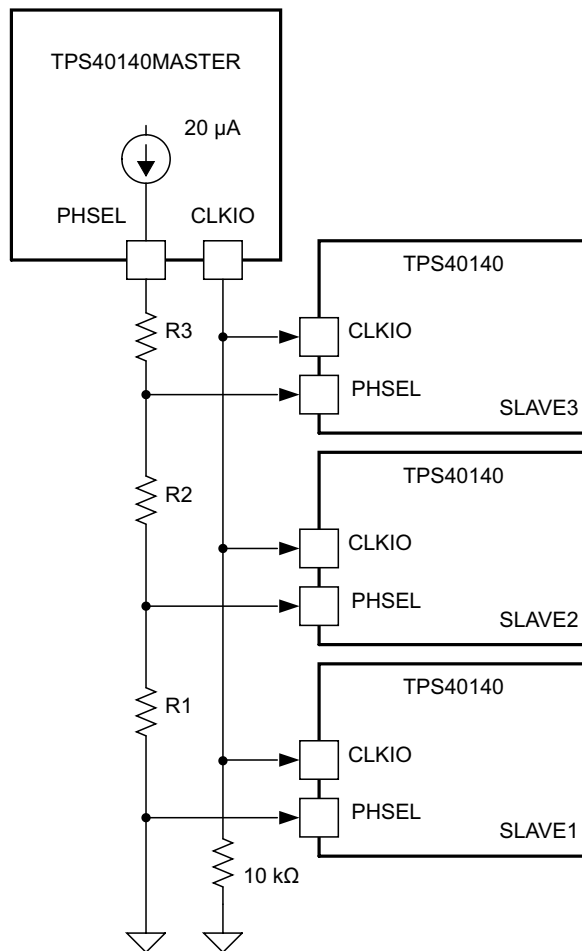 TPS40140MASTER
20 µA
PHSEL CLKIO
TPS40140
R3
CLKIO
PHSEL
SLAVE3
TPS40140
R2
CLKIO
PHSEL
SLAVE2
TPS40140
R1
CLKIO
PHSEL
SLAVE1
10 kΩ